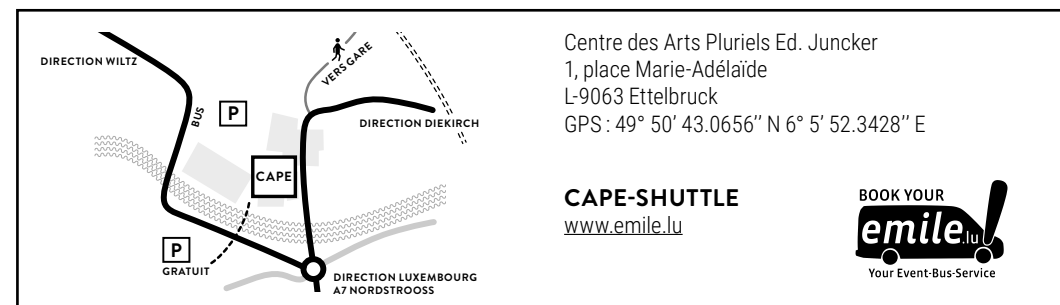 DIRECTION WILTZ
BUS
P
VERS GARE
DIRECTION DIEKIRCH
CAPE
P
GRATUIT
DIRECTION LUXEMBOURG
A7 NORDSTROOSS
Centre des Arts Pluriels Ed. Juncker
1, place Marie-Adélaïde
L-9063 Ettelbruck
GPS : 49° 50’ 43.0656’’ N 6° 5’ 52.3428’’ E
CAPE-SHUTTLE
www.emile.lu
BOOK YOUR
emile.lu
Your Event-Bus-Service